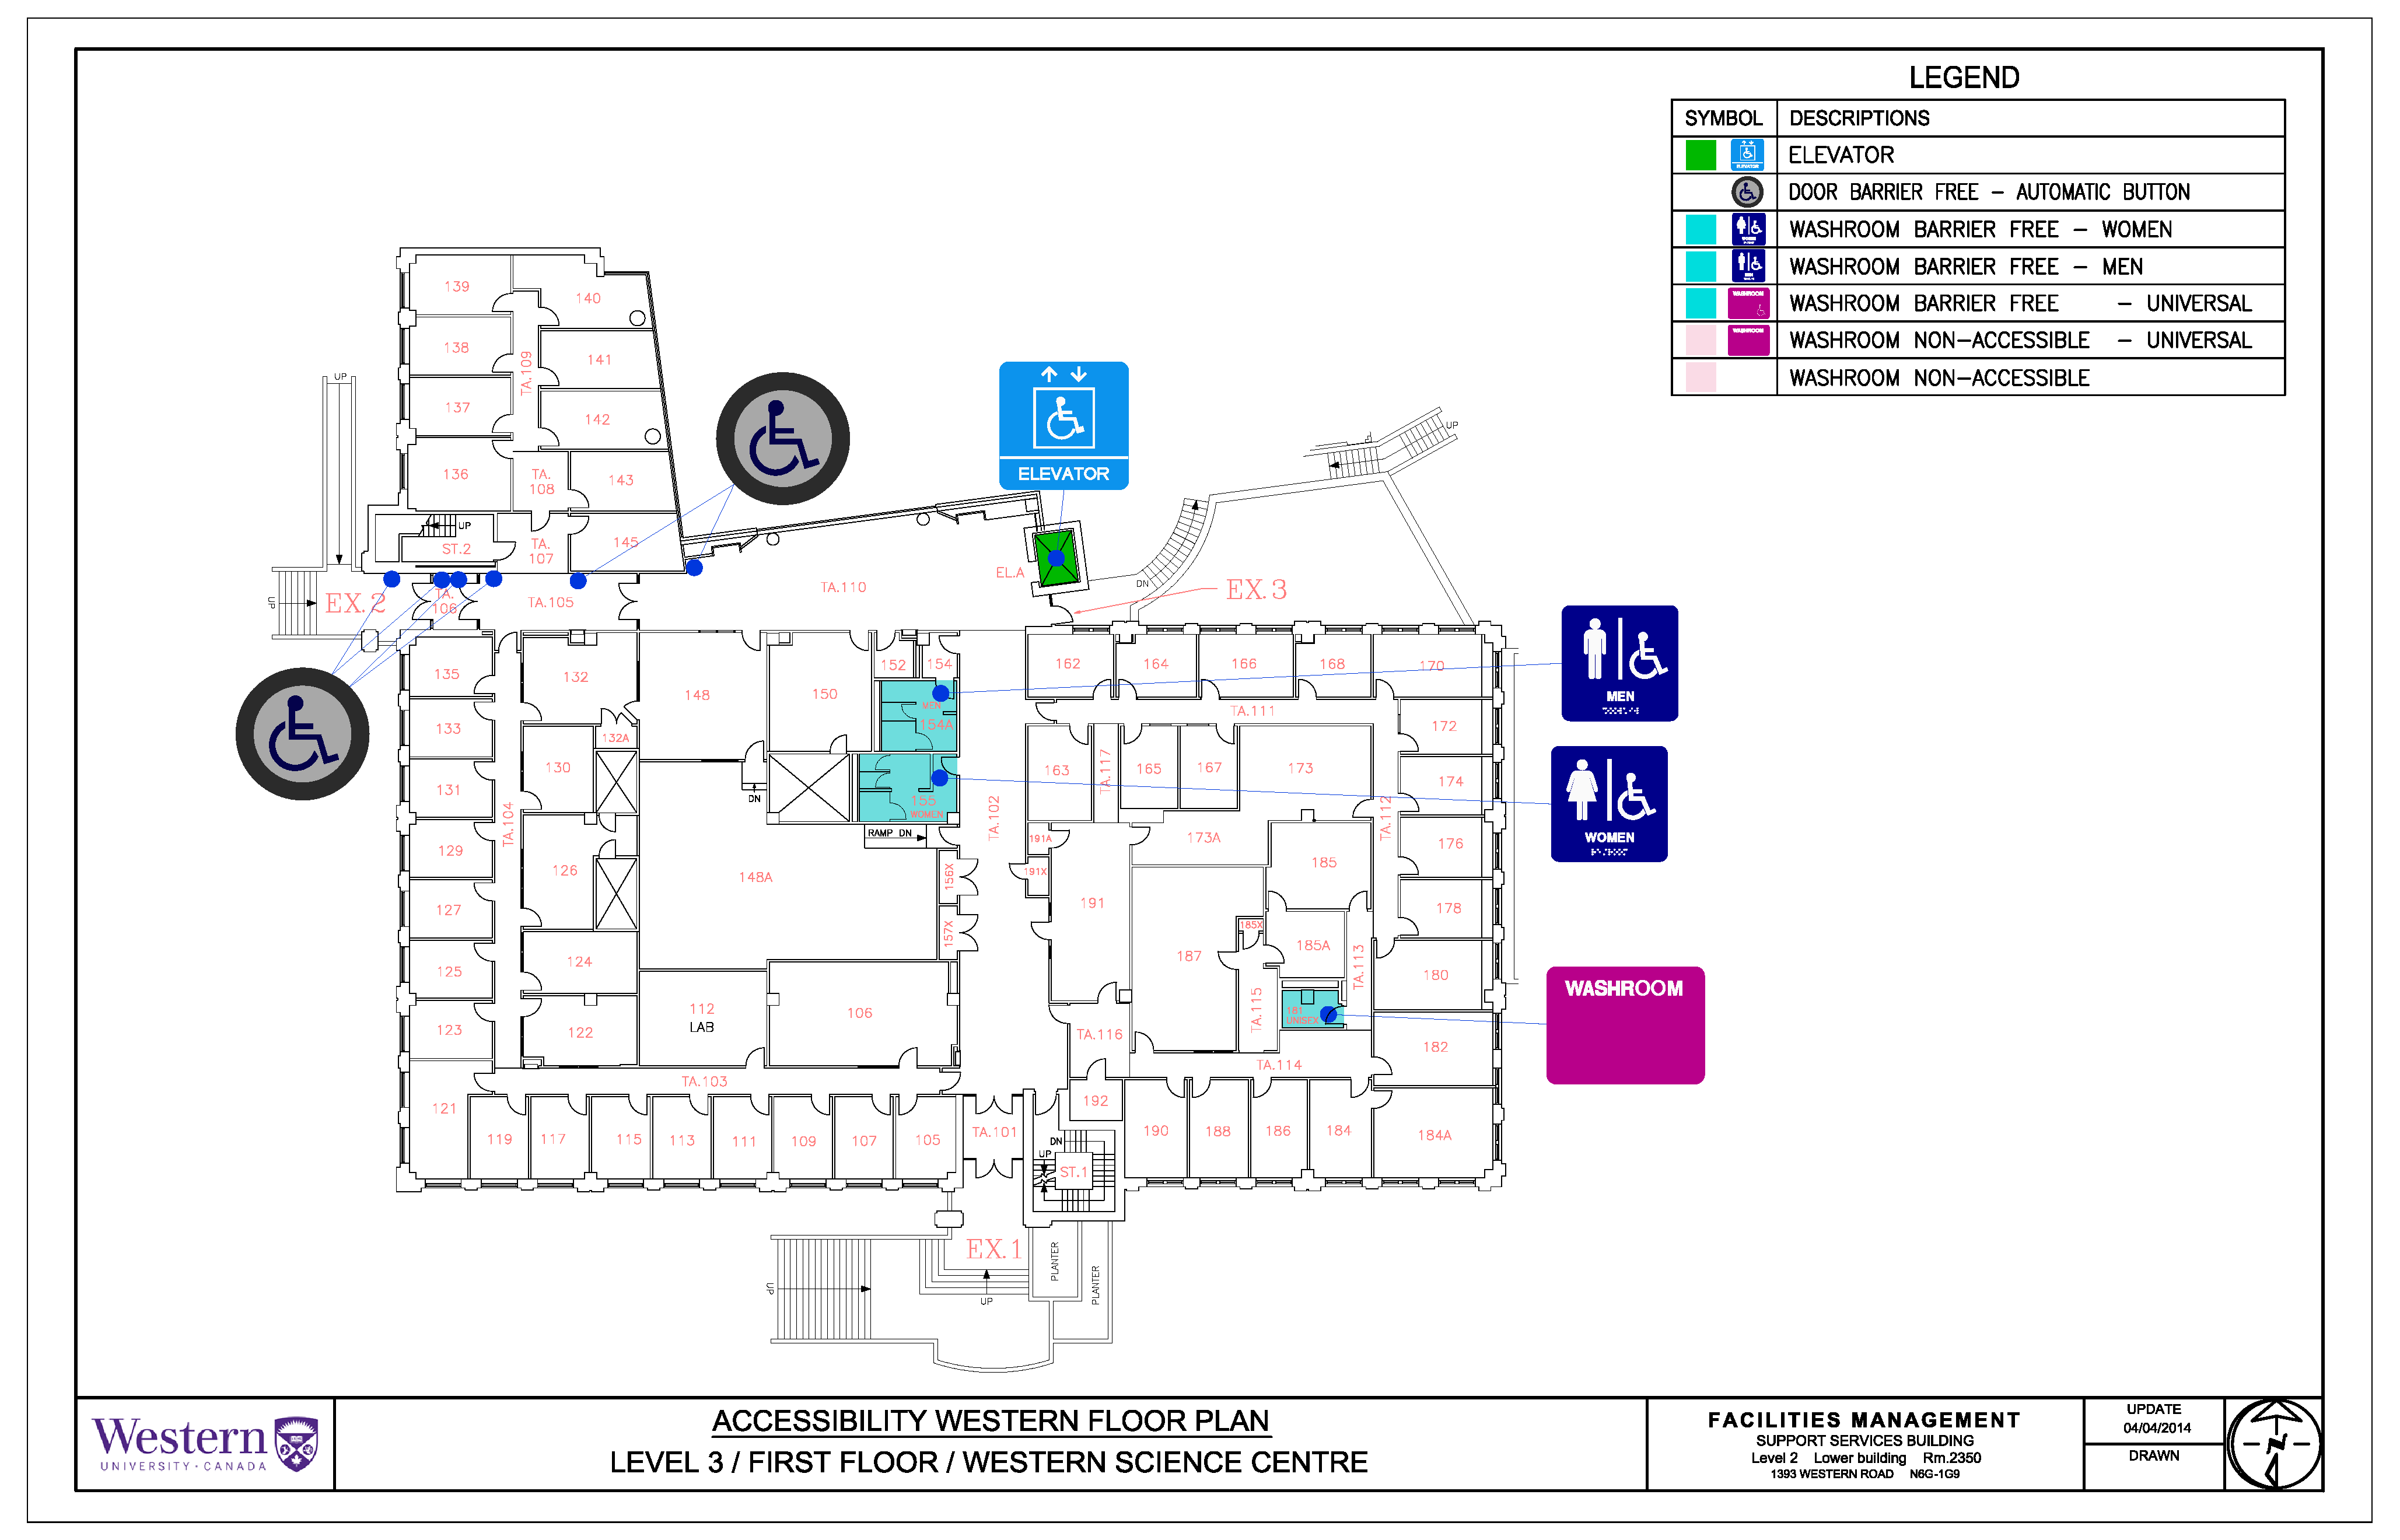 LEGEND
SYMBOL DESCRIPTIONS
ELEVATOR ELEVATOR
DOOR BARRIER FREE - AUTOMATIC BUTTON
WOMEN WASHROOM BARRIER FREE - WOMEN
MEN WASHROOM BARRIER FREE - MEN
WASHROOM WASHROOM BARRIER FREE - UNIVERSAL
WASHROOM WASHROOM NON-ACCESSIBLE - UNIVERSAL
WASHROOM NON-ACCESSIBLE
139
140
138
141
TA.109
UP
137
142
136
TA.
108
143
ELEVATOR
UP
UP
ST.2
TA.
107
145
EL.A
TA.110
DN
EX.3
UP
EX.2
TA.
106
TA.105
135
132
148
150
152
154
162
164
166
168
170
MEN
MEN
154A
TA.111
133
132A
172
130
131
DN
155
WOMEN
163
TA.117
165
167
173
174
WOMEN
TA.104
RAMP DN
TA.102
191A
173A
TA.112
176
129
126
148A
156X
191X
185
127
191
178
157X
185X
187
185A
TA.113
124
125
180
WASHROOM
112
LAB
106
TA.115
181
UNISEX
123
122
TA.116
182
TA.103
TA.114
121
192
119
117
115
113
111
109
107
105
TA.101
DN
UP
ST.1
190
188
186
184
184A
EX.1
PLANTER
PLANTER
UP
UP
Western
UNIVERSITY · CANADA
ACCESSIBILITY WESTERN FLOOR PLAN
LEVEL 3 / FIRST FLOOR / WESTERN SCIENCE CENTRE
FACILITIES MANAGEMENT
SUPPORT SERVICES BUILDING
Level 2 Lower building Rm.2350
1393 WESTERN ROAD N6G-1G9
UPDATE
04/04/2014
DRAWN
N